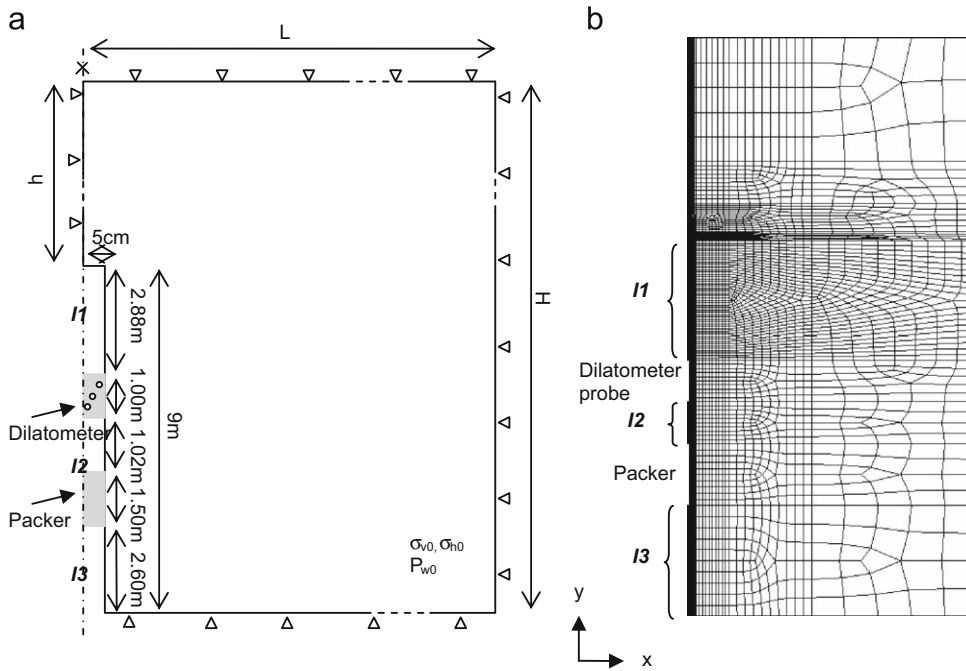 a
L
h
5cm
I1
2.88m
1.00m
Dilatometer
1.02m
9m
H
I2
Packer
1.50m
I3
2.60m
σv0, σh0
Pw0
y
x
b
I1
Dilatometer
probe
I2
Packer
I3